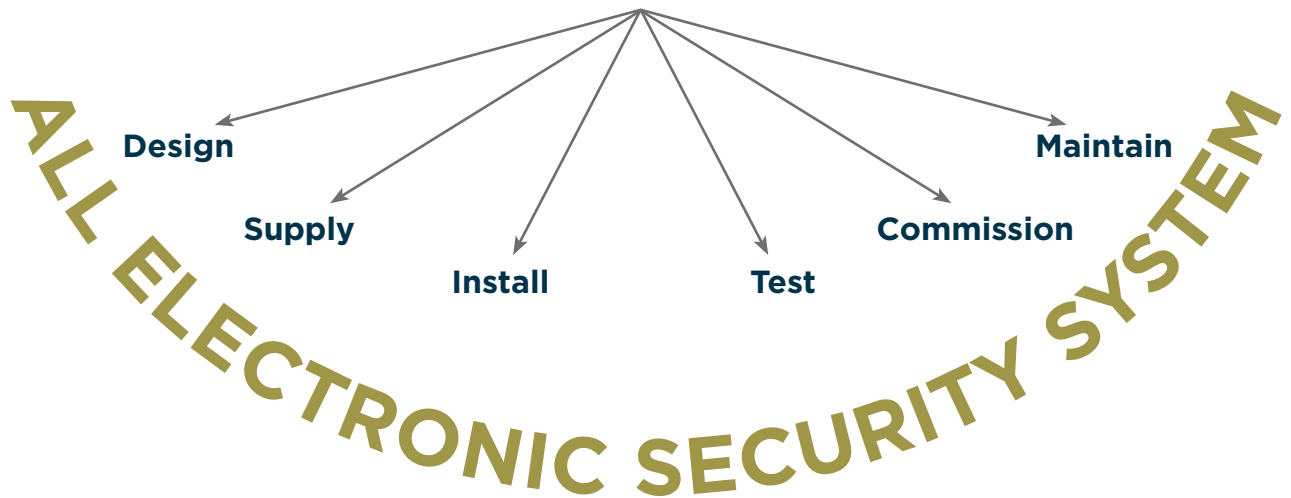 Design
Supply
Install
Test
Commission
Maintain
ALL ELECTRONIC SECURITY SYSTEM